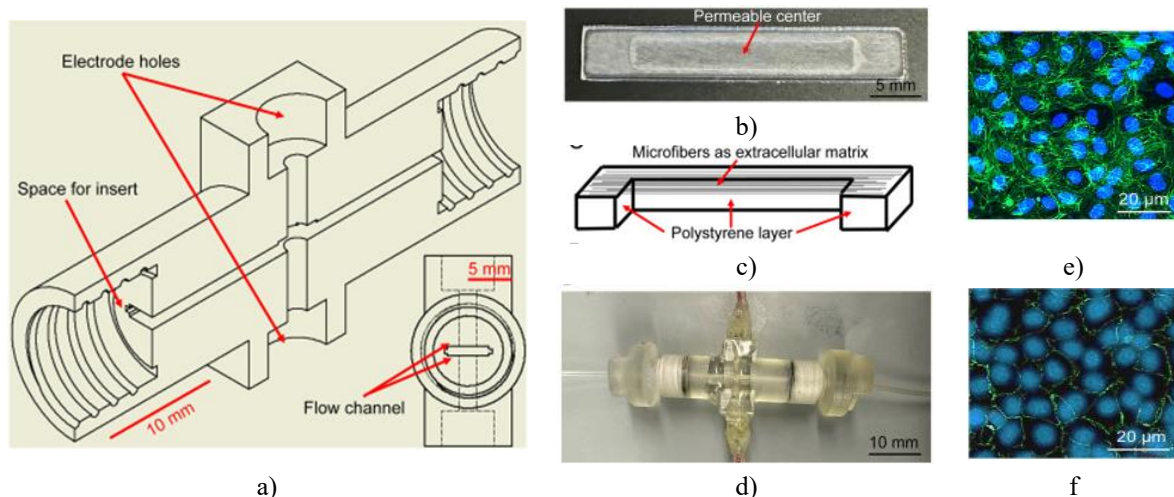 Electrode holes
Space for insert
5 mm
Flow channel
10 mm
a)
Permeable center
5 mm
b)
Microfibers as extracellular matrix
Polystyrene layer
c)
10 mm
d)
20 μm
e)
20 μm
f